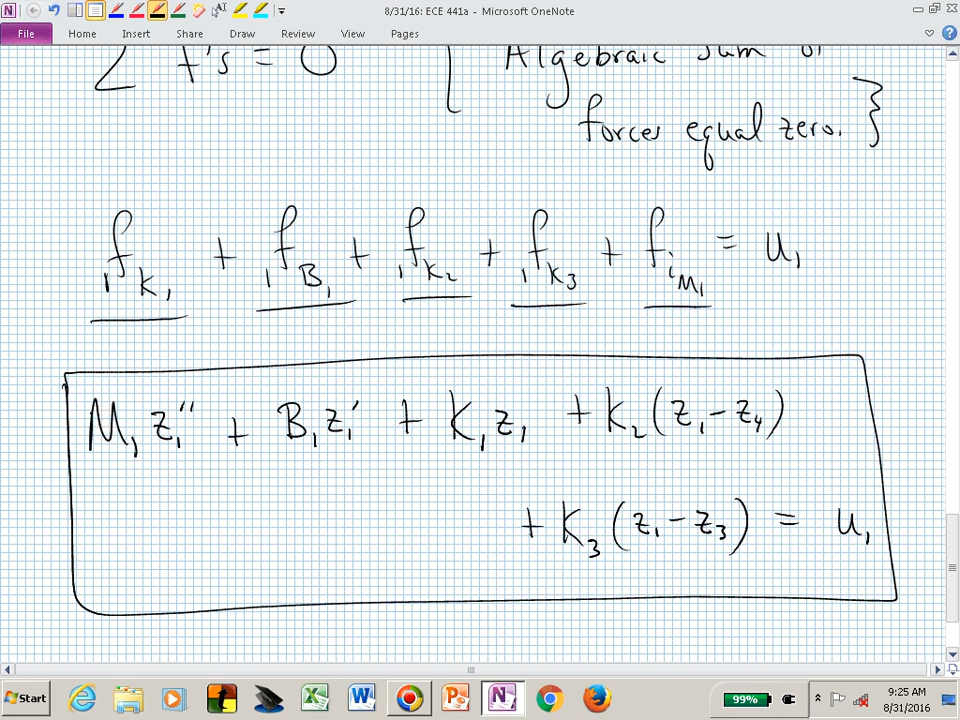 8/31/16: ECE 441a - Microsoft OneNote
File Home Insert Share Draw Review View Pages
Σ f's = 0 { Algebraic sum of
forces equal zero. }
₁f_K₁ + ₁f_B₁ + ₁f_K₂ + ₁f_K₃ + f_i_M₁ = u₁
M₁z₁'' + B₁z₁' + K₁z₁ + K₂(z₁ - z₄)
+ K₃(z₁ - z₃) = u₁
Start
99%
9:25 AM
8/31/2016